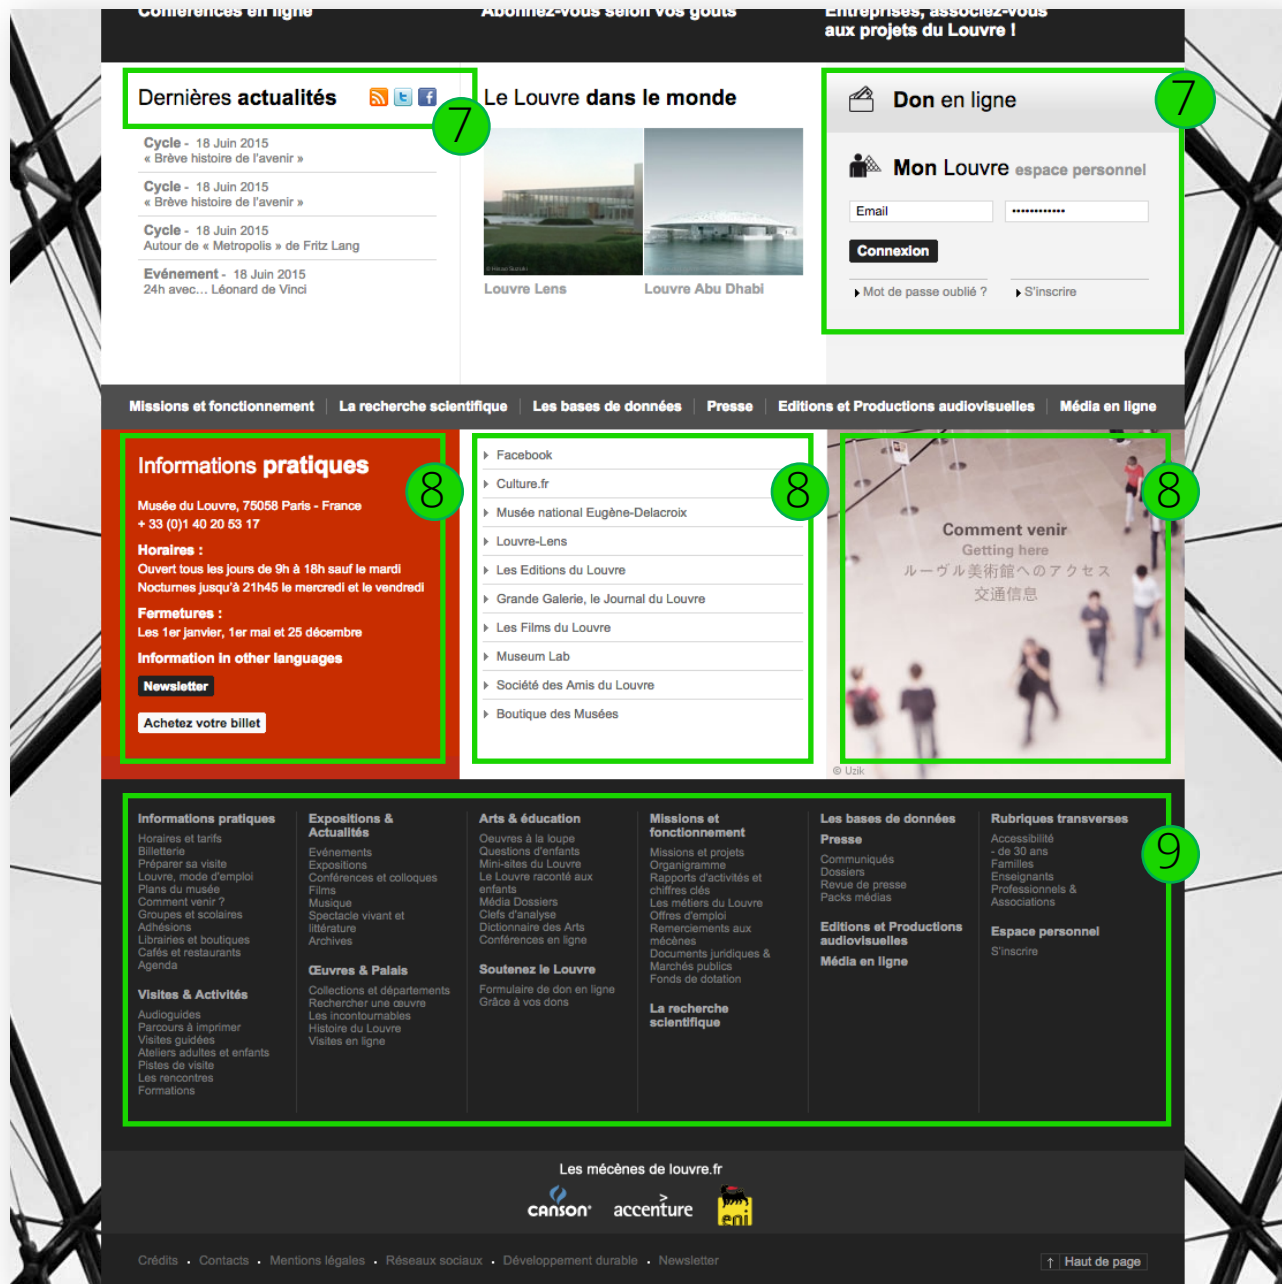 Conférences en ligne
Abonnez-vous selon vos goûts
Entreprises, associez-vous
aux projets du Louvre !
Dernières actualités
7
Cycle - 18 Juin 2015
« Brève histoire de l'avenir »
Cycle - 18 Juin 2015
« Brève histoire de l'avenir »
Cycle - 18 Juin 2015
Autour de « Metropolis » de Fritz Lang
Evénement - 18 Juin 2015
24h avec... Léonard de Vinci
Le Louvre dans le monde
Louvre Lens
Louvre Abu Dhabi
Don en ligne
7
Mon Louvre espace personnel
Email
••••••••••••
Connexion
Mot de passe oublié ?
S'inscrire
Missions et fonctionnement
La recherche scientifique
Les bases de données
Presse
Editions et Productions audiovisuelles
Média en ligne
Informations pratiques
8
Musée du Louvre, 75058 Paris - France
+ 33 (0)1 40 20 53 17
Horaires :
Ouvert tous les jours de 9h à 18h sauf le mardi
Nocturnes jusqu'à 21h45 le mercredi et le vendredi
Fermetures :
Les 1er janvier, 1er mai et 25 décembre
Information in other languages
Newsletter
Achetez votre billet
Facebook
Culture.fr
8
Musée national Eugène-Delacroix
Louvre-Lens
Les Editions du Louvre
Grande Galerie, le Journal du Louvre
Les Films du Louvre
Museum Lab
Société des Amis du Louvre
Boutique des Musées
8
Comment venir
Getting here
ルーヴル美術館へのアクセス
交通信息
© Uzik
Informations pratiques
Horaires et tarifs
Billetterie
Préparer sa visite
Louvre, mode d'emploi
Plans du musée
Comment venir ?
Groupes et scolaires
Adhésions
Librairies et boutiques
Cafés et restaurants
Agenda
Visites & Activités
Audioguides
Parcours à imprimer
Visites guidées
Ateliers adultes et enfants
Pistes de visite
Les rencontres
Formations
Expositions &
Actualités
Evénements
Expositions
Conférences et colloques
Films
Musique
Spectacle vivant et
littérature
Archives
Œuvres & Palais
Collections et départements
Rechercher une œuvre
Les incontournables
Histoire du Louvre
Visites en ligne
Arts & éducation
Oeuvres à la loupe
Questions d'enfants
Mini-sites du Louvre
Le Louvre raconté aux
enfants
Média Dossiers
Clefs d'analyse
Dictionnaire des Arts
Conférences en ligne
Soutenez le Louvre
Formulaire de don en ligne
Grâce à vos dons
Missions et
fonctionnement
Missions et projets
Organigramme
Rapports d'activités et
chiffres clés
Les métiers du Louvre
Offres d'emploi
Remerciements aux
mécènes
Documents juridiques &
Marchés publics
Fonds de dotation
La recherche
scientifique
Les bases de données
Presse
Communiqués
Dossiers
Revue de presse
Packs médias
Editions et Productions
audiovisuelles
Média en ligne
Rubriques transverses
Accessibilité
- de 30 ans
Familles
Enseignants
Professionnels &
Associations
Espace personnel
S'inscrire
9
Les mécènes de louvre.fr
CANSON
accenture
eni
Crédits • Contacts • Mentions légales • Réseaux sociaux • Développement durable • Newsletter
↑ Haut de page